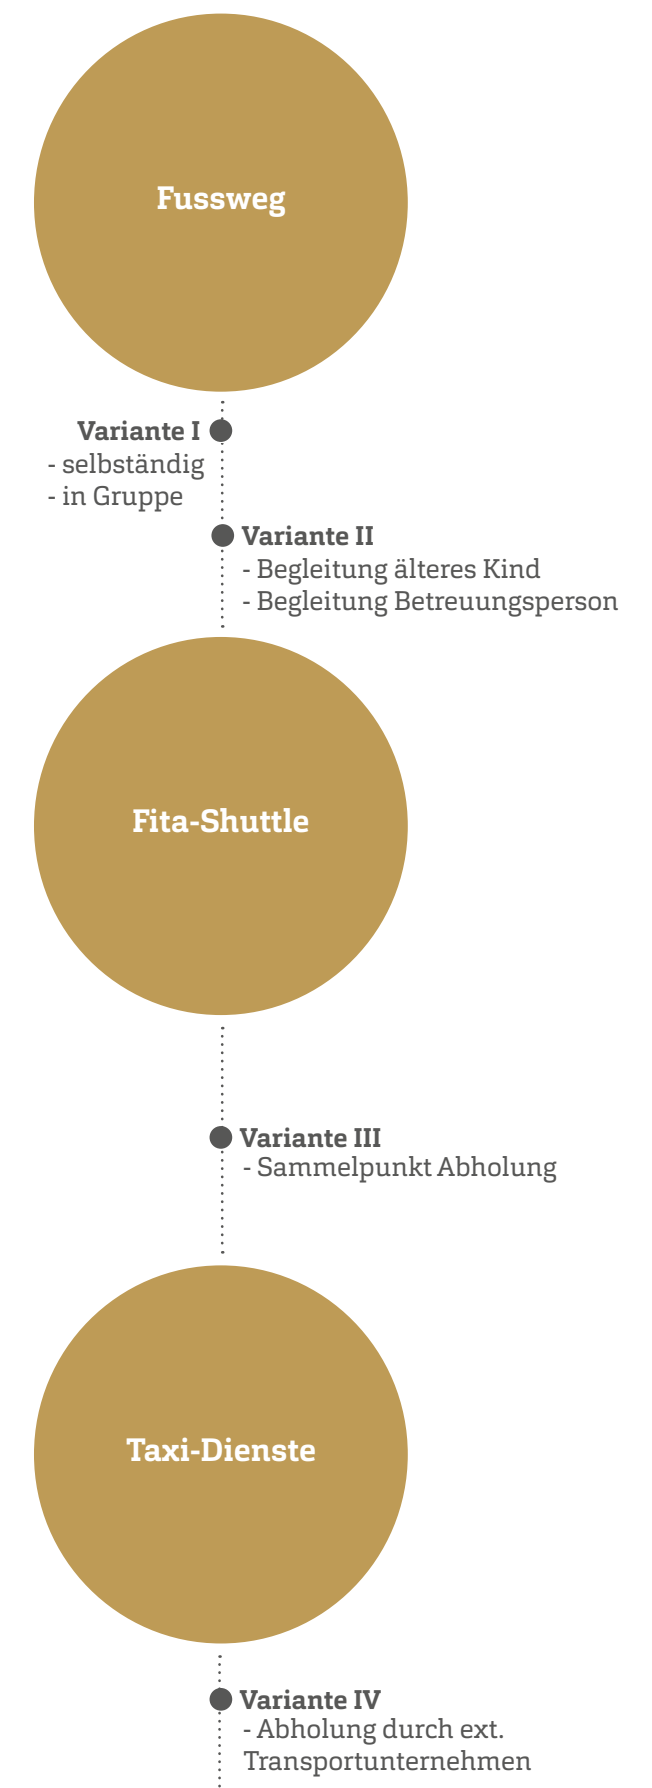 Fussweg
Variante I
- selbständig
- in Gruppe
Variante II
- Begleitung älteres Kind
- Begleitung Betreuungsperson
Fita-Shuttle
Variante III
- Sammelpunkt Abholung
Taxi-Dienste
Variante IV
- Abholung durch ext.
Transportunternehmen